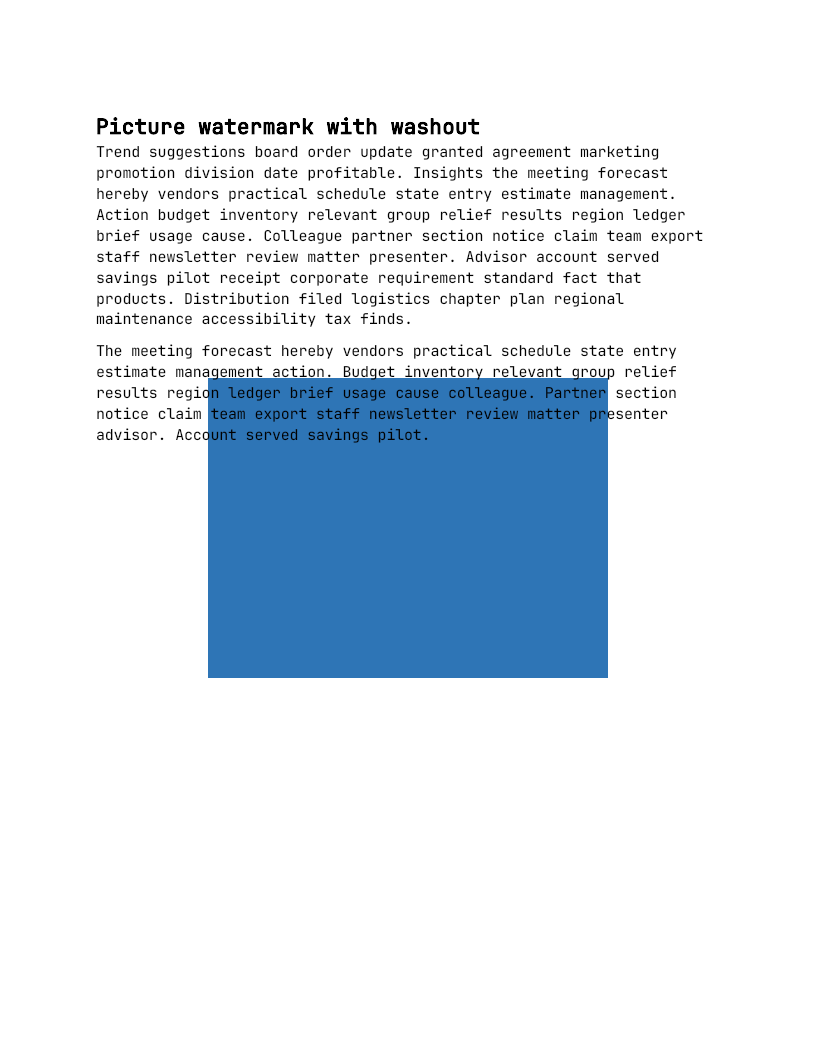 Picture watermark with washout
Trend suggestions board order update granted agreement marketing
promotion division date profitable. Insights the meeting forecast
hereby vendors practical schedule state entry estimate management.
Action budget inventory relevant group relief results region ledger
brief usage cause. Colleague partner section notice claim team export
staff newsletter review matter presenter. Advisor account served
savings pilot receipt corporate requirement standard fact that
products. Distribution filed logistics chapter plan regional
maintenance accessibility tax finds.
The meeting forecast hereby vendors practical schedule state entry
estimate management action. Budget inventory relevant group relief
results region ledger brief usage cause colleague. Partner section
notice claim team export staff newsletter review matter presenter
advisor. Account served savings pilot.